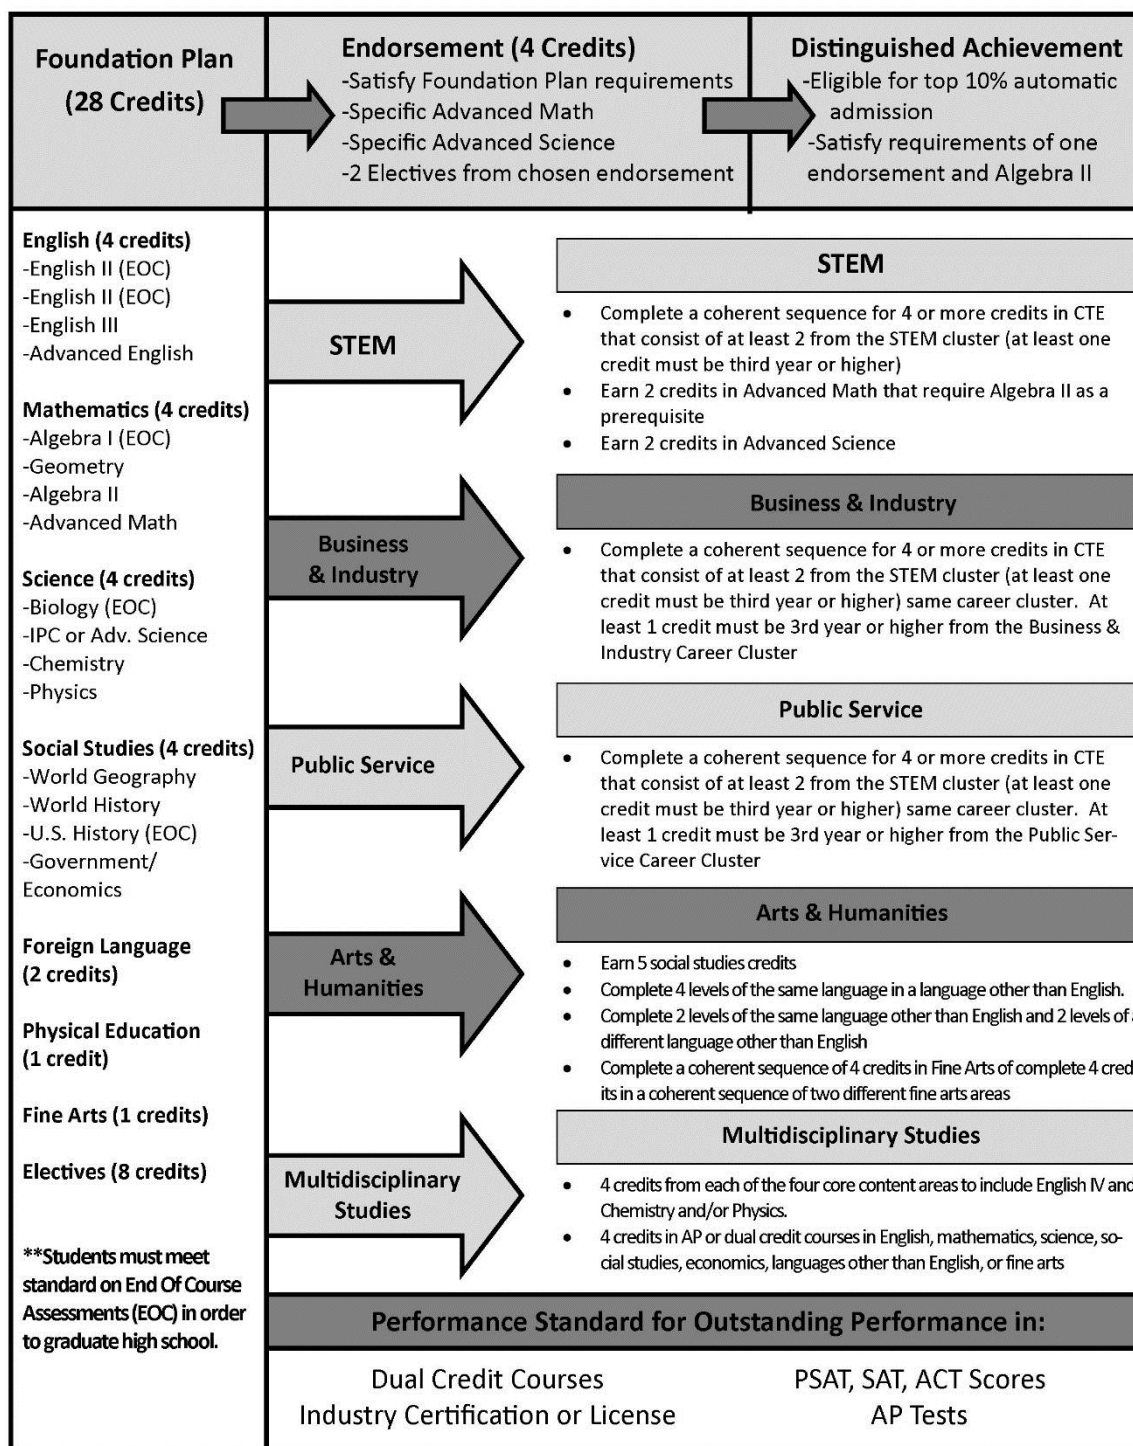 Foundation Plan
(28 Credits)
Endorsement (4 Credits)
-Satisfy Foundation Plan requirements
-Specific Advanced Math
-Specific Advanced Science
-2 Electives from chosen endorsement
Distinguished Achievement
-Eligible for top 10% automatic
admission
-Satisfy requirements of one
endorsement and Algebra II
English (4 credits)
-English II (EOC)
-English II (EOC)
-English III
-Advanced English
Mathematics (4 credits)
-Algebra I (EOC)
-Geometry
-Algebra II
-Advanced Math
Science (4 credits)
-Biology (EOC)
-IPC or Adv. Science
-Chemistry
-Physics
Social Studies (4 credits)
-World Geography
-World History
-U.S. History (EOC)
-Government/
Economics
Foreign Language
(2 credits)
Physical Education
(1 credit)
Fine Arts (1 credits)
Electives (8 credits)
**Students must meet
standard on End Of Course
Assessments (EOC) in order
to graduate high school.
STEM
STEM
• Complete a coherent sequence for 4 or more credits in CTE
that consist of at least 2 from the STEM cluster (at least one
credit must be third year or higher)
• Earn 2 credits in Advanced Math that require Algebra II as a
prerequisite
• Earn 2 credits in Advanced Science
Business
& Industry
Business & Industry
• Complete a coherent sequence for 4 or more credits in CTE
that consist of at least 2 from the STEM cluster (at least one
credit must be third year or higher) same career cluster. At
least 1 credit must be 3rd year or higher from the Business &
Industry Career Cluster
Public Service
Public Service
• Complete a coherent sequence for 4 or more credits in CTE
that consist of at least 2 from the STEM cluster (at least one
credit must be third year or higher) same career cluster. At
least 1 credit must be 3rd year or higher from the Public Ser-
vice Career Cluster
Arts &
Humanities
Arts & Humanities
• Earn 5 social studies credits
• Complete 4 levels of the same language in a language other than English.
• Complete 2 levels of the same language other than English and 2 levels of a
different language other than English
• Complete a coherent sequence of 4 credits in Fine Arts of complete 4 cred
its in a coherent sequence of two different fine arts areas
Multidisciplinary
Studies
Multidisciplinary Studies
• 4 credits from each of the four core content areas to include English IV and
Chemistry and/or Physics.
• 4 credits in AP or dual credit courses in English, mathematics, science, so-
cial studies, economics, languages other than English, or fine arts
Performance Standard for Outstanding Performance in:
Dual Credit Courses
Industry Certification or License
PSAT, SAT, ACT Scores
AP Tests